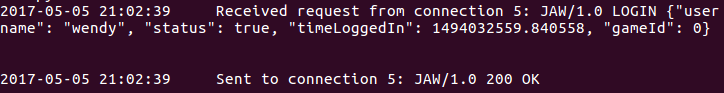 2017-05-05 21:02:39     Received request from connection 5: JAW/1.0 LOGIN {"user
name": "wendy", "status": true, "timeLoggedIn": 1494032559.840558, "gameId": 0}
2017-05-05 21:02:39     Sent to connection 5: JAW/1.0 200 OK